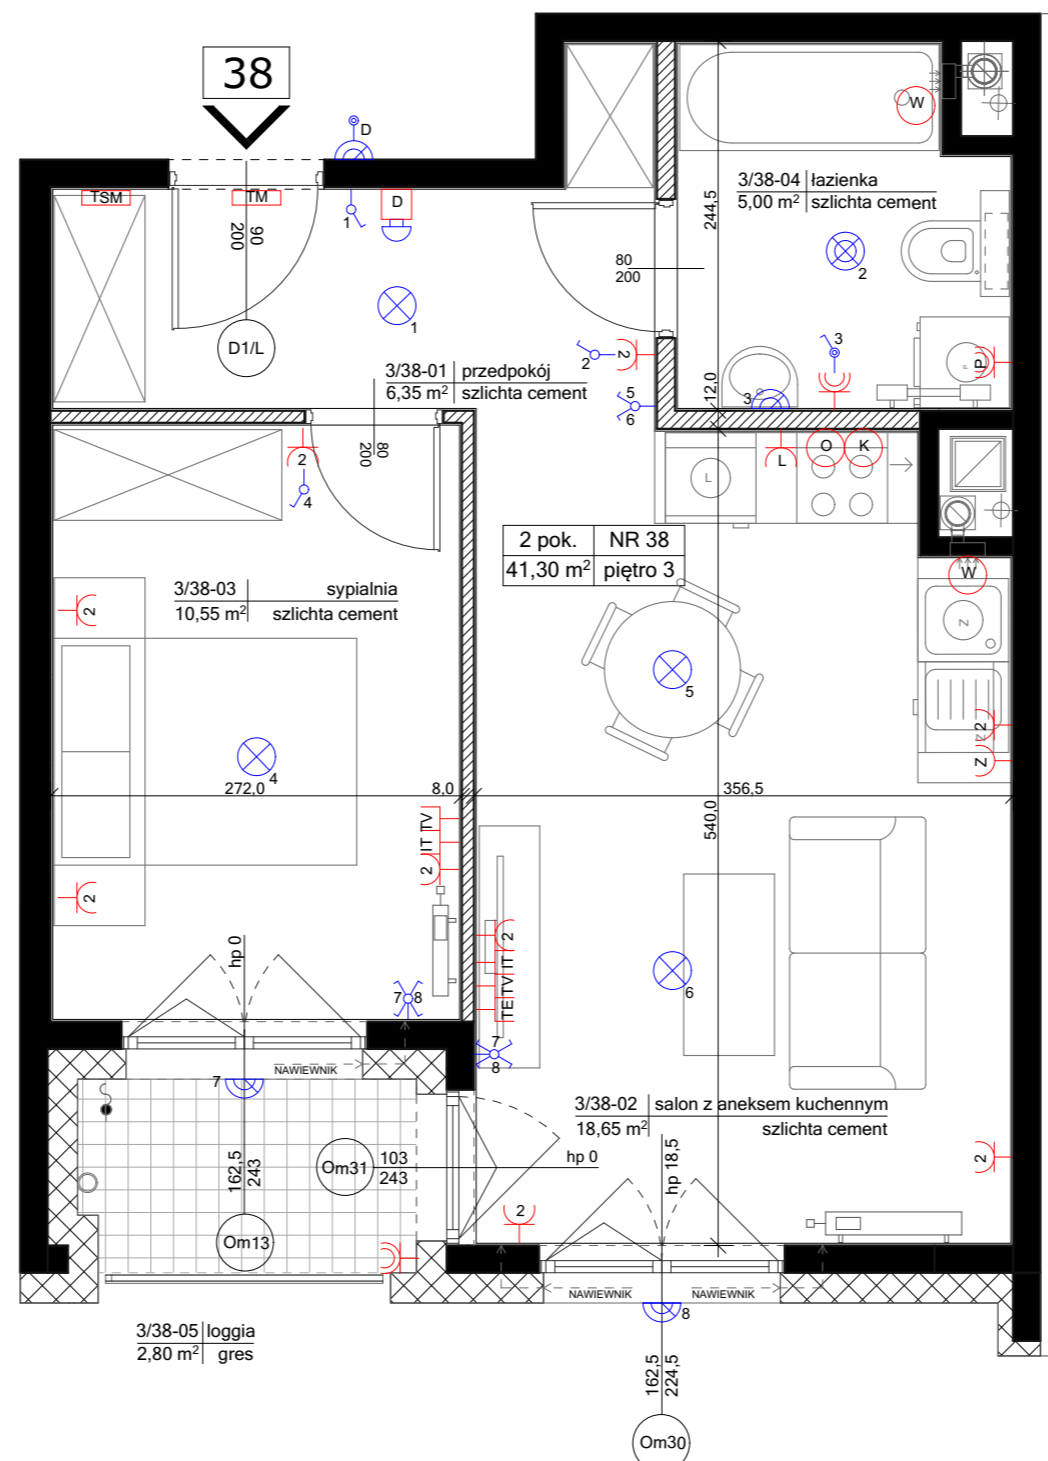 38
D
TSM
TM
D
1
90
200
1
D1/L
W
3/38-04 łazienka
5,00 m² szlichta cement
244,5
2
80
200
3
2
2
P
P
3/38-01 przedpokój
6,35 m² szlichta cement
5
6
12,0
3
80
200
2
4
L
O
K
L
2 pok. NR 38
41,30 m² piętro 3
W
3/38-03 sypialnia
10,55 m² szlichta cement
2
Z
5
2
Z
Z
4
272,0
8,0
356,5
540,0
IT TV
2
2
2
TE TV IT
6
hp 0
7 8
7
8
NAWIEWNIK
7
3/38-02 salon z aneksem kuchennym
18,65 m² szlichta cement
162,5
243
Om31
103
243
hp 0
hp 18,5
2
2
Om13
NAWIEWNIK
NAWIEWNIK
8
3/38-05 loggia
2,80 m² gres
162,5
224,5
Om30